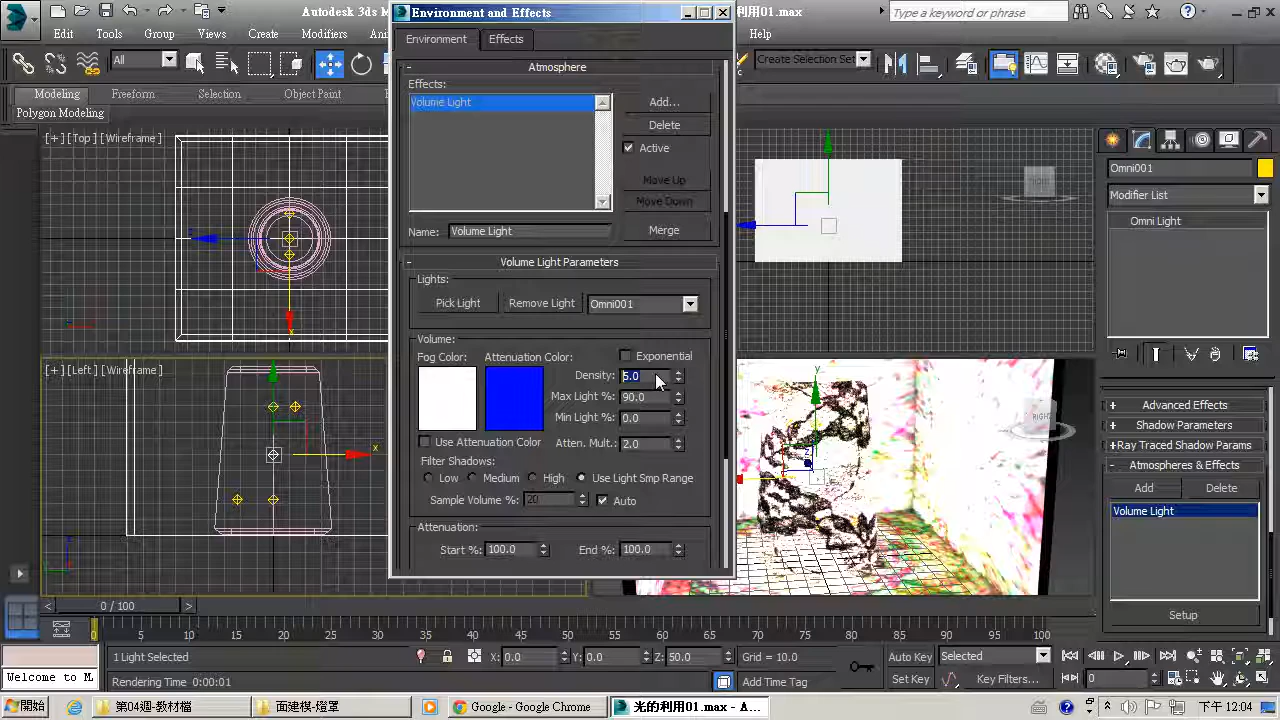 Autodesk 3ds M
Environment and Effects
利用01.max
Type a keyword or phrase
Edit
Tools
Group
Views
Create
Modifiers
Ani
Help
Environment
Effects
All
Create Selection Set
Modeling
Freeform
Selection
Object Paint
Polygon Modeling
Atmosphere
Effects:
Volume Light
Add...
Delete
Active
Move Up
Move Down
Name:
Volume Light
Merge
[+][Top][Wireframe]
[+][Left][Wireframe]
Volume Light Parameters
Lights:
Pick Light
Remove Light
Omni001
Volume:
Fog Color:
Attenuation Color:
Exponential
Density:
5.0
Max Light %:
90.0
Min Light %:
0.0
Use Attenuation Color
Atten. Mult.:
2.0
Filter Shadows:
Low
Medium
High
Use Light Smp Range
Sample Volume %:
20
Auto
Attenuation:
Start %:
100.0
End %:
100.0
RIGHT
RIGHT
Omni001
Modifier List
Omni Light
+ Advanced Effects
+ Shadow Parameters
+ Ray Traced Shadow Params
- Atmospheres & Effects
Add
Delete
Volume Light
Setup
0 / 100
0 5 10 15 20 25 30 35 40 45 50 55 60 65 70 75 80 85 90 95 100
1 Light Selected
X: 0.0
Y: 0.0
Z: 50.0
Grid = 10.0
Auto Key
Selected
Welcome to M
Rendering Time 0:00:01
Add Time Tag
Set Key
Key Filters...
0
開始
第04週-教材檔
面建模-燈罩
Google - Google Chrome
光的利用01.max - A...
下午 12:04